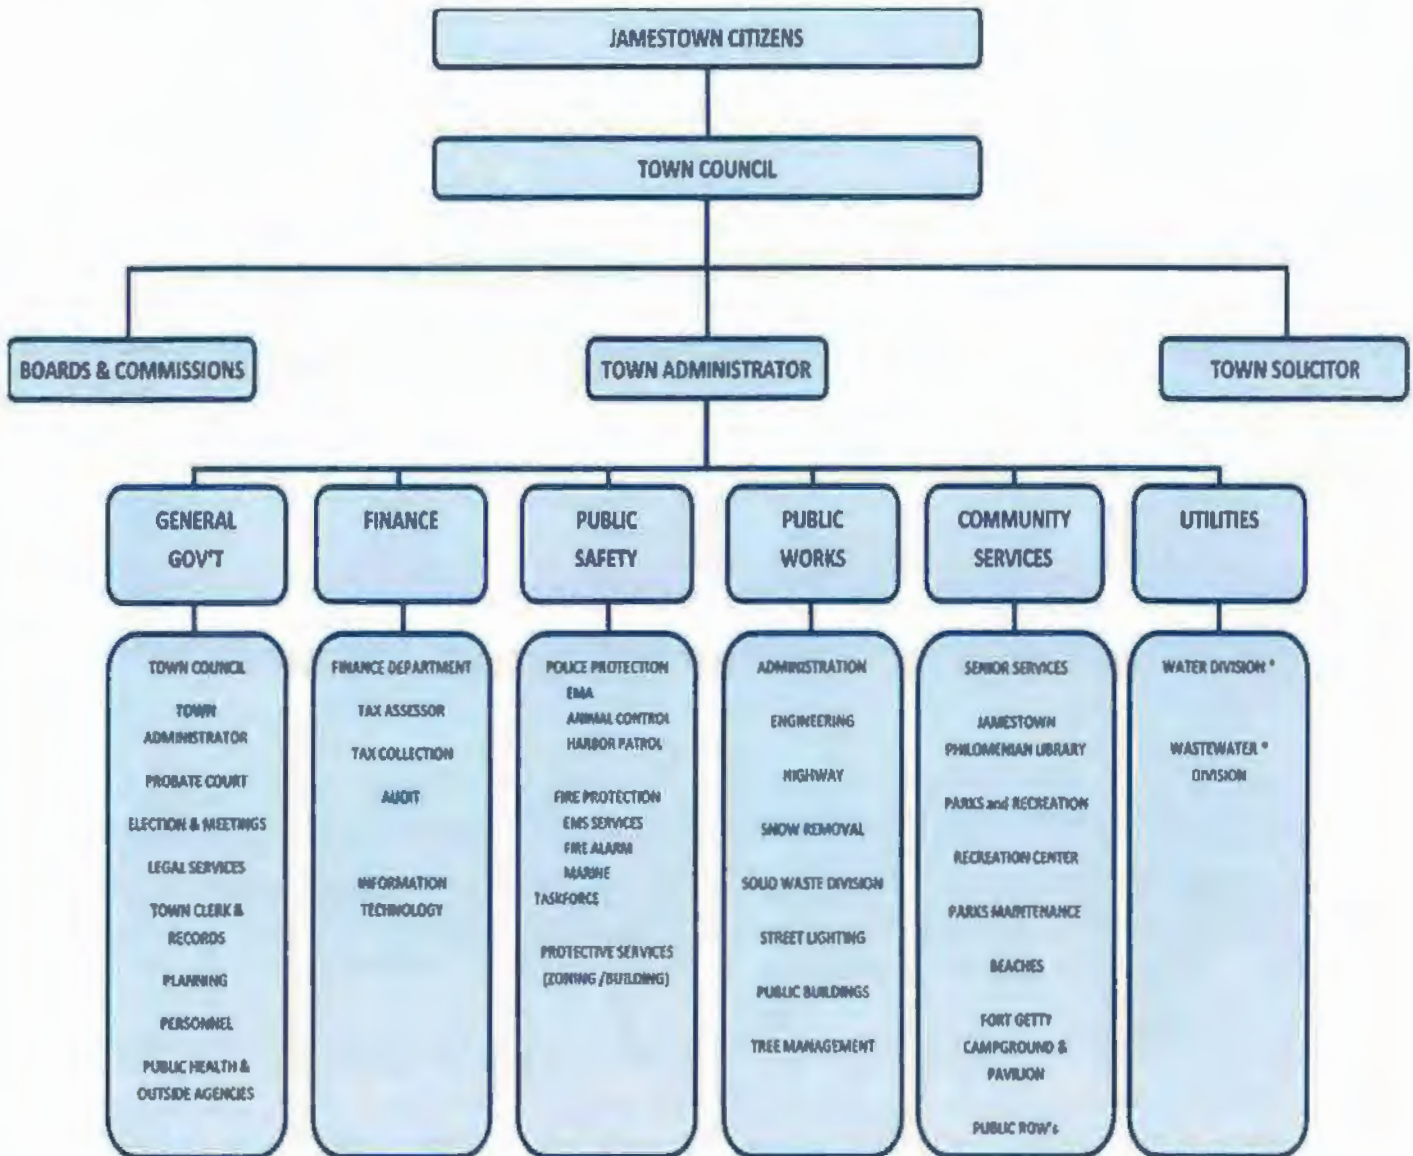 JAMESTOWN CITIZENS
TOWN COUNCIL
BOARDS & COMMISSIONS
TOWN ADMINISTRATOR
TOWN SOLICITOR
GENERAL
GOV'T
FINANCE
PUBLIC
SAFETY
PUBLIC
WORKS
COMMUNITY
SERVICES
UTILITIES
TOWN COUNCIL
TOWN
ADMINISTRATOR
PROBATE COURT
ELECTION & MEETINGS
LEGAL SERVICES
TOWN CLERK &
RECORDS
PLANNING
PERSONNEL
PUBLIC HEALTH &
OUTSIDE AGENCIES
FINANCE DEPARTMENT
TAX ASSESSOR
TAX COLLECTION
AUDIT
INFORMATION
TECHNOLOGY
POLICE PROTECTION
EMA
ANIMAL CONTROL
HARBOR PATROL
FIRE PROTECTION
EMS SERVICES
FIRE ALARM
MARINE
TASKFORCE
PROTECTIVE SERVICES
(ZONING /BUILDING)
ADMINISTRATION
ENGINEERING
HIGHWAY
SNOW REMOVAL
SOLID WASTE DIVISION
STREET LIGHTING
PUBLIC BUILDINGS
TREE MANAGEMENT
SENIOR SERVICES
JAMESTOWN
PHILOMENIAN LIBRARY
PARKS and RECREATION
RECREATION CENTER
PARKS MAINTENANCE
BEACHES
FORT GETTY
CAMPGROUND &
PAVILION
PUBLIC ROW's
WATER DIVISION *
WASTEWATER *
DIVISION